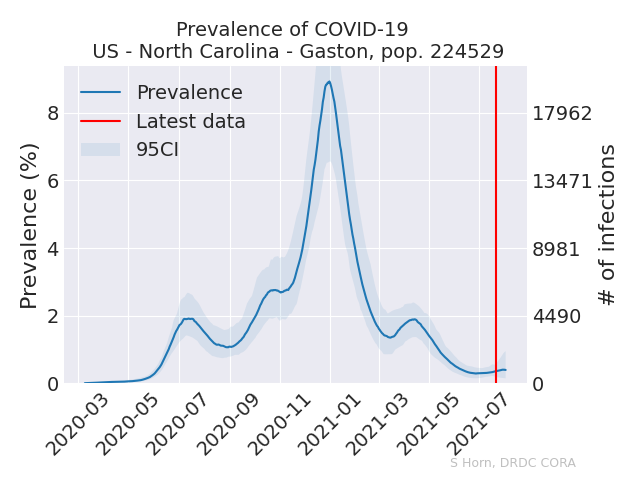 Prevalence of COVID-19
US - North Carolina - Gaston, pop. 224529
Prevalence
Latest data
95CI
Prevalence (%)
8
6
4
2
0
17962
13471
8981
4490
0
# of infections
2020-03
2020-05
2020-07
2020-09
2020-11
2021-01
2021-03
2021-05
2021-07
S Horn, DRDC CORA